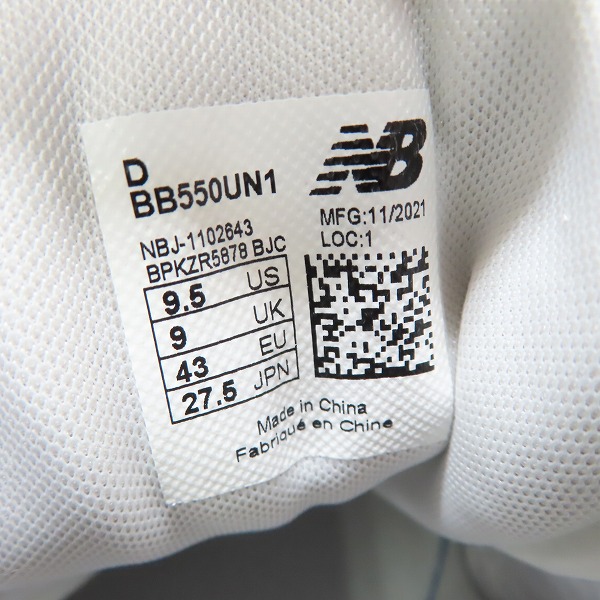 D
BB550UN1
NB
MFG:11/2021
LOC:1
NBJ-1102643
BPKZR5878 BJC
9.5 US
9 UK
43 EU
27.5 JPN
Made in China
Fabriqué en Chine